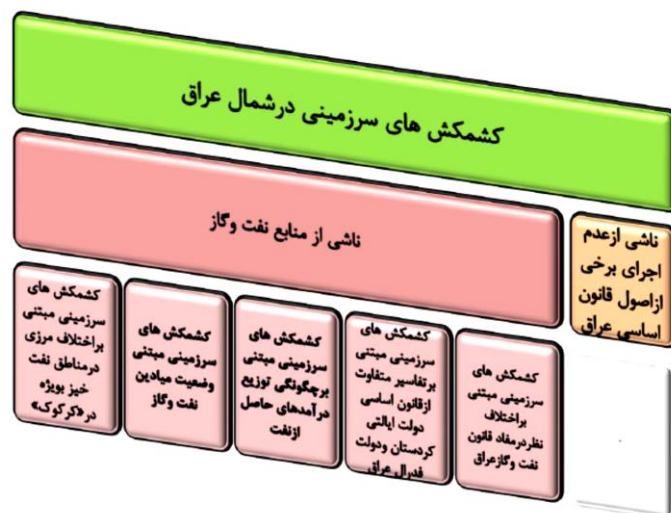 کشمکش های سرزمینی درشمال عراق
ناشی ازعدم
اجرای برخی
ازاصول قانون
اساسی عراق
ناشی از منابع نفت وگاز
کشمکش های
سرزمینی مبتنی
براختلاف
نظردرمفاد قانون
نفت وگازعراق
کشمکش های
سرزمینی مبتنی
برتفاسیر متفاوت
ازقانون اساسی
دولت ایالتی
کردستان ودولت
فدرال عراق
کشمکش های
سرزمینی مبتنی
برچگونگی توزیع
درآمدهای حاصل
ازنفت
کشمکش های
سرزمینی مبتنی
وضعیت میادین
نفت وگاز
کشمکش های
سرزمینی مبتنی
براختلاف مرزی
درمناطق نفت
خیز بویژه
در«کرکوک»